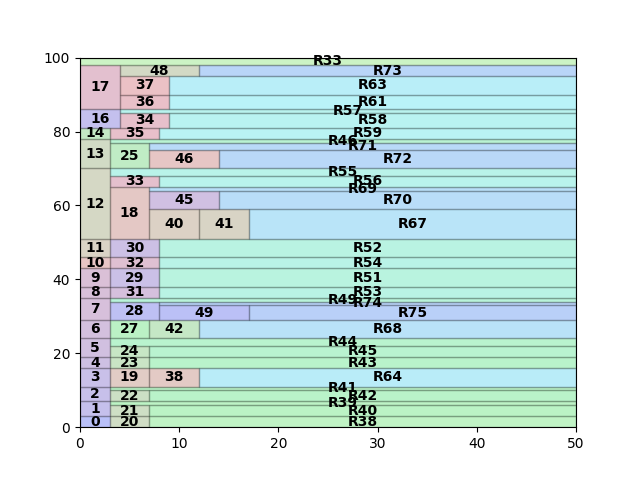 100
R33
48 R73
17 37 R63
36 R61
R57
16 34 R58
80
14 35 R59
R46
R71
13 25 46 R72
R55
33 R56
R69
60
12 18 45 R70
40 41 R67
11 30 R52
10 32 R54
40
9 29 R51
8 31 R53
R49
R74
7 28 49 R75
6 27 42 R68
20
R44
5 24 R45
4 23 R43
3 19 38 R64
R41
2 22 R42
R39
1 21 R40
0
0 20 R38
0 10 20 30 40 50